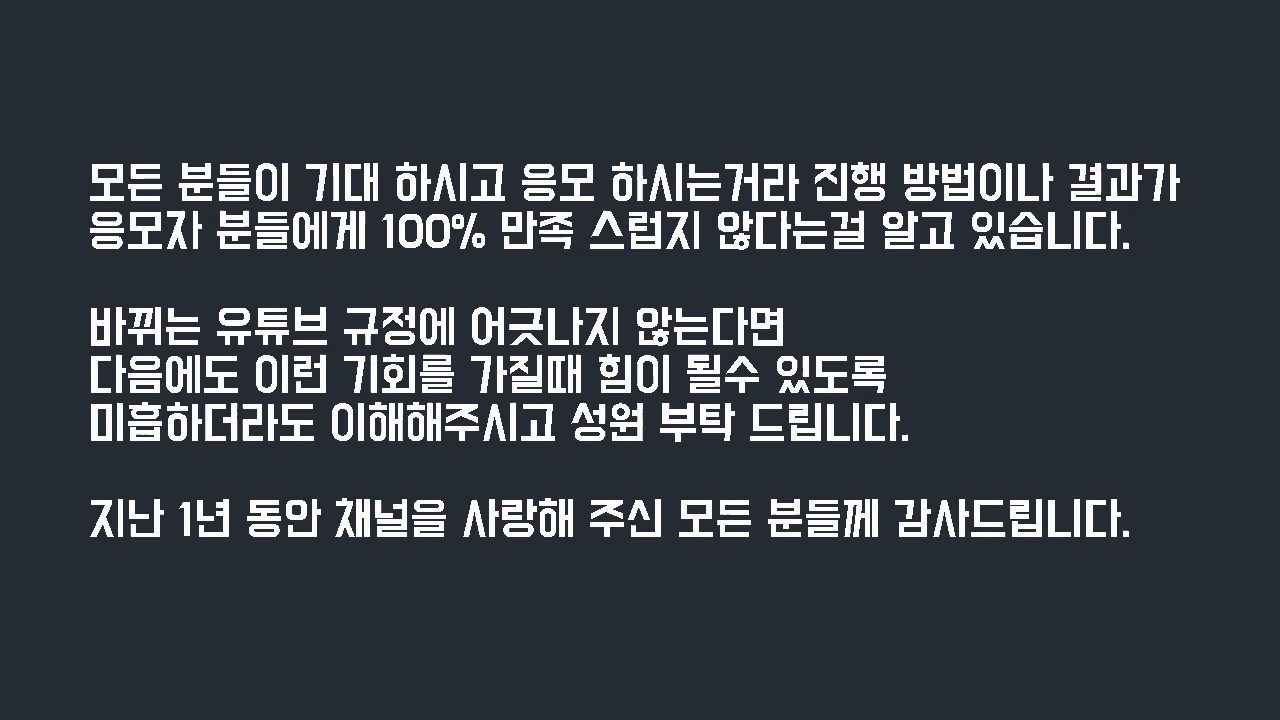 모든 분들이 기대 하시고 응모 하시는거라 진행 방법이나 결과가
응모자 분들에게 100% 만족 스럽지 않다는걸 알고 있습니다.
바뀌는 유튜브 규정에 어긋나지 않는다면
다음에도 이런 기회를 가질때 힘이 될수 있도록
미흡하더라도 이해해주시고 성원 부탁 드립니다.
지난 1년 동안 채널을 사랑해 주신 모든 분들께 감사드립니다.